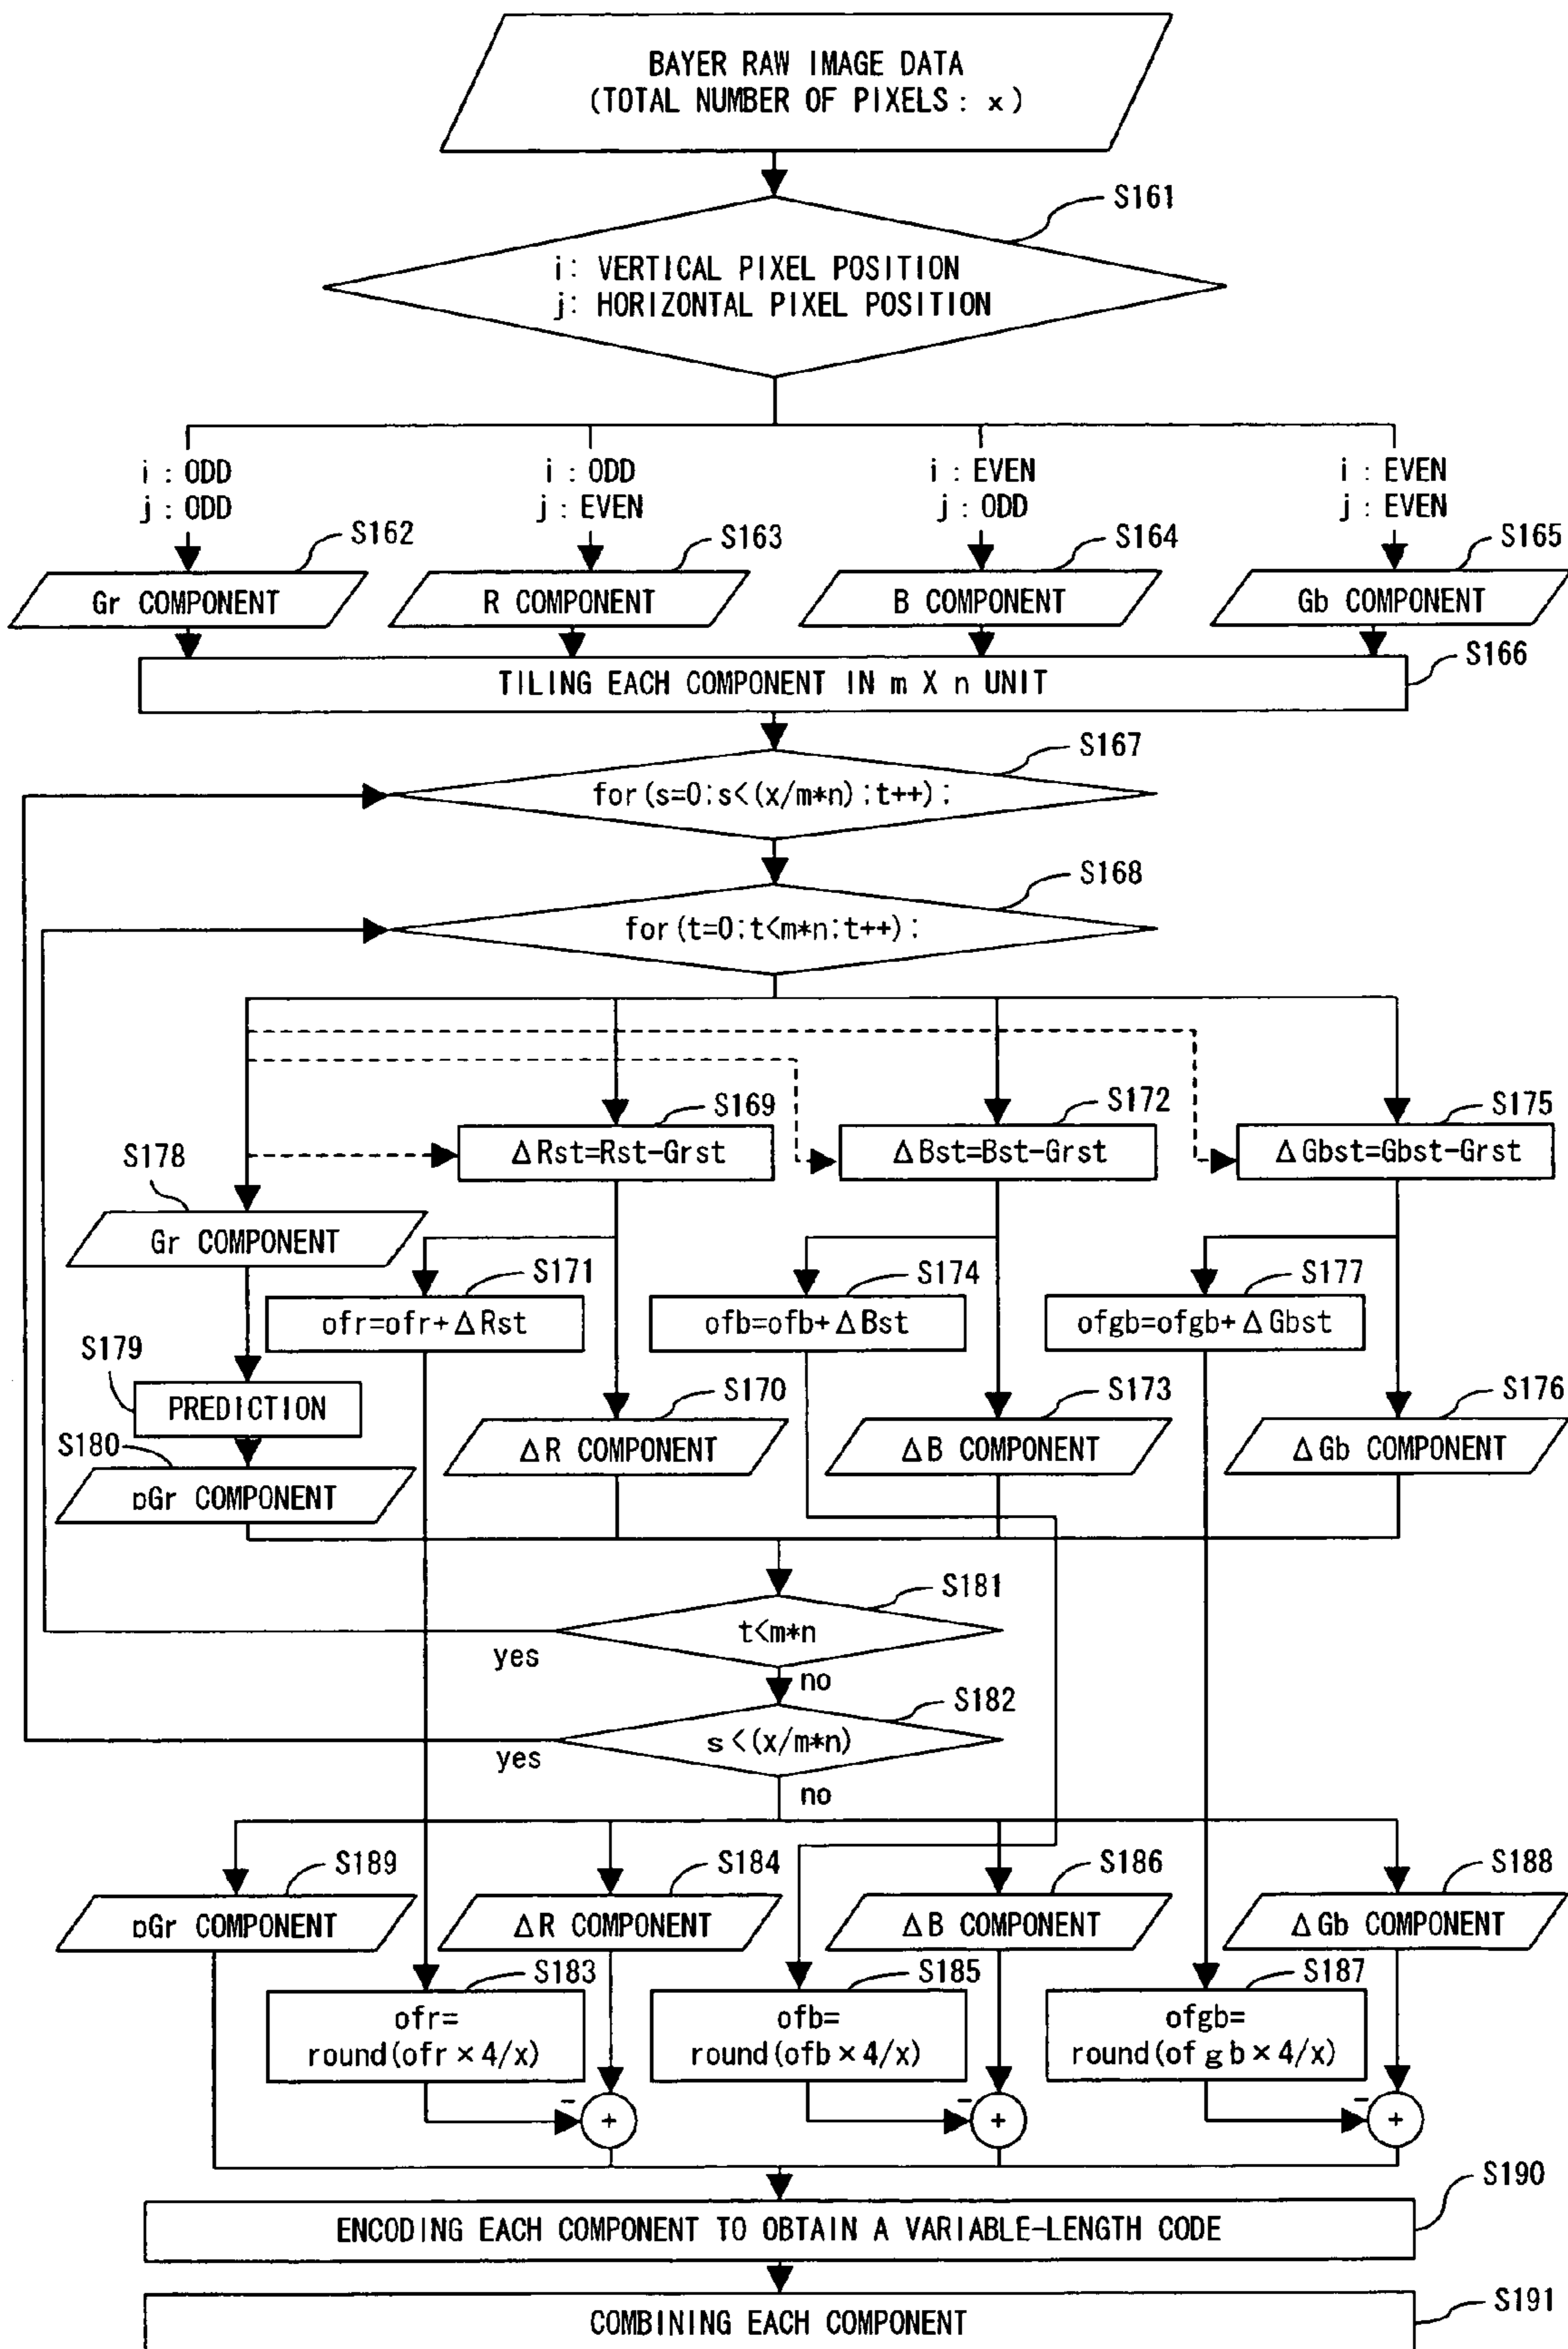 BAYER RAW IMAGE DATA
(TOTAL NUMBER OF PIXELS: x)
S161
i: VERTICAL PIXEL POSITION
j: HORIZONTAL PIXEL POSITION
i:ODD
j:ODD
i:ODD
j:EVEN
i:EVEN
j:ODD
i:EVEN
j:EVEN
S162
S163
S164
S165
Gr COMPONENT
R COMPONENT
B COMPONENT
Gb COMPONENT
S166
TILING EACH COMPONENT IN m X n UNIT
S167
for(s=0;s<(x/m*n);t++);
S168
for(t=0;t<m*n;t++);
S169
S172
S175
ΔRst=Rst-Grst
ΔBst=Bst-Grst
ΔGbst=Gbst-Grst
S178
Gr COMPONENT
S171
S174
S177
ofr=ofr+ΔRst
ofb=ofb+ΔBst
ofgb=ofgb+ΔGbst
S179
PREDICTION
S170
S173
S176
ΔR COMPONENT
ΔB COMPONENT
ΔGb COMPONENT
S180
pGr COMPONENT
S181
t<m*n
yes
no
S182
s<(x/m*n)
yes
no
S189
S184
S186
S188
pGr COMPONENT
ΔR COMPONENT
ΔB COMPONENT
ΔGb COMPONENT
S183
S185
S187
ofr=
round(ofr×4/x)
ofb=
round(ofb×4/x)
ofgb=
round(ofgb×4/x)
-
+
-
+
-
+
S190
ENCODING EACH COMPONENT TO OBTAIN A VARIABLE-LENGTH CODE
S191
COMBINING EACH COMPONENT